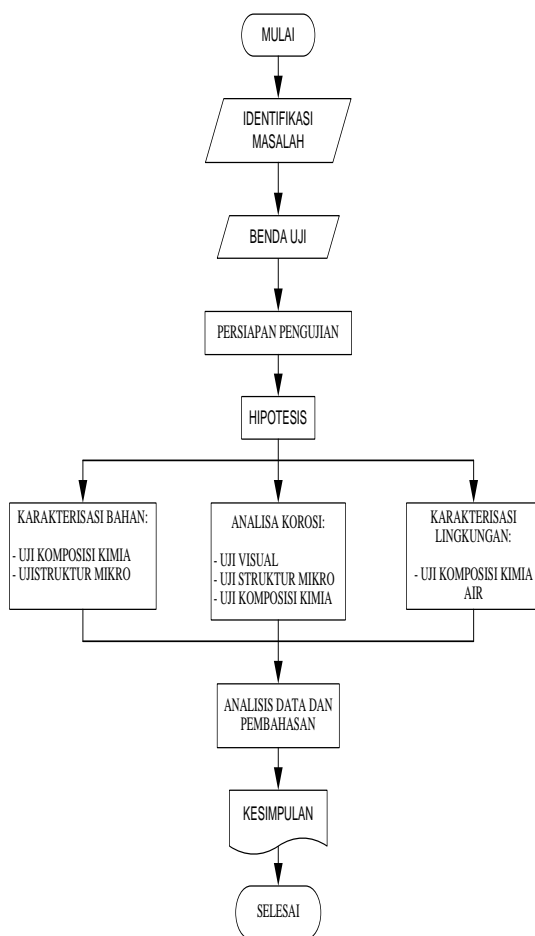 MULAI
IDENTIFIKASI
MASALAH
BENDA UJI
PERSIAPAN PENGUJIAN
HIPOTESIS
KARAKTERISASI BAHAN:
- UJI KOMPOSISI KIMIA
- UJISTRUKTUR MIKRO
ANALISA KOROSI:
- UJI VISUAL
- UJI STRUKTUR MIKRO
- UJI KOMPOSISI KIMIA
KARAKTERISASI
LINGKUNGAN:
- UJI KOMPOSISI KIMIA
AIR
ANALISIS DATA DAN
PEMBAHASAN
KESIMPULAN
SELESAI